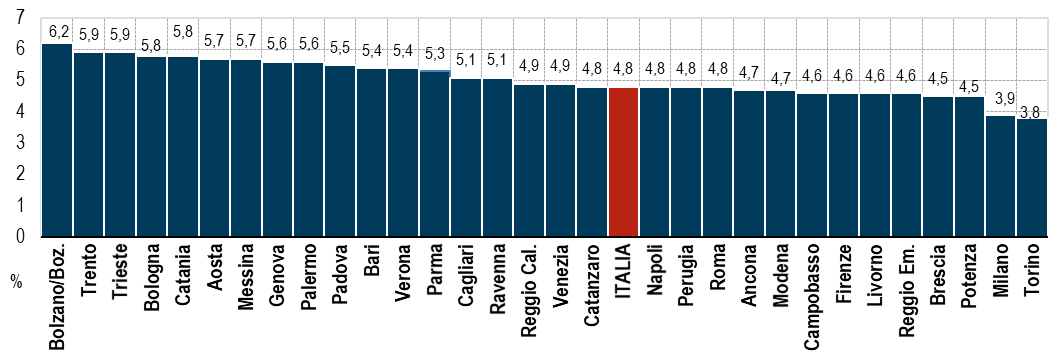 7
6
5
4
3
2
1
0
%
6,2 5,9 5,9 5,8 5,8 5,7 5,7 5,6 5,6 5,5 5,4 5,4 5,3 5,1 5,1 4,9 4,9 4,8 4,8 4,8 4,8 4,8 4,7 4,7 4,6 4,6 4,6 4,6 4,5 4,5 3,9 3,8
Bolzano/Boz.
Trento
Trieste
Bologna
Catania
Aosta
Messina
Genova
Palermo
Padova
Bari
Verona
Parma
Cagliari
Ravenna
Reggio Cal.
Venezia
Catanzaro
ITALIA
Napoli
Perugia
Roma
Ancona
Modena
Campobasso
Firenze
Livorno
Reggio Em.
Brescia
Potenza
Milano
Torino